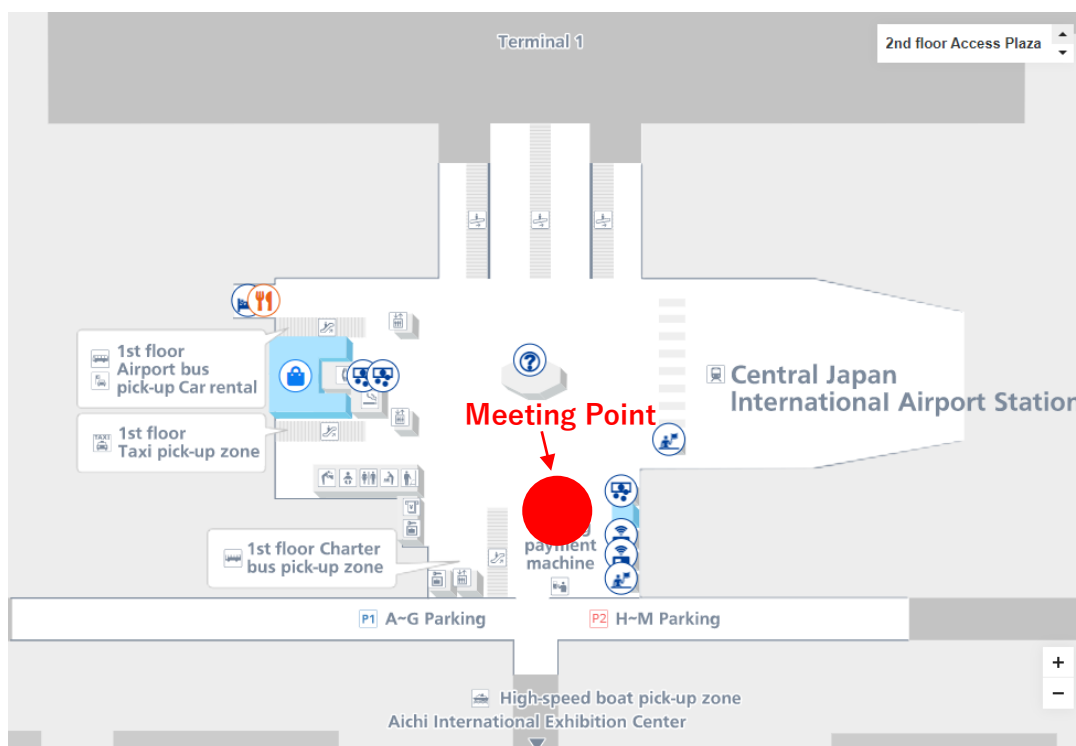 Terminal 1
2nd floor Access Plaza
1st floor
Airport bus
pick-up Car rental
TAXI
1st floor
Taxi pick-up zone
Central Japan
International Airport Station
Meeting Point
payment
machine
1st floor Charter
bus pick-up zone
P1 A~G Parking
P2 H~M Parking
High-speed boat pick-up zone
Aichi International Exhibition Center
+
−